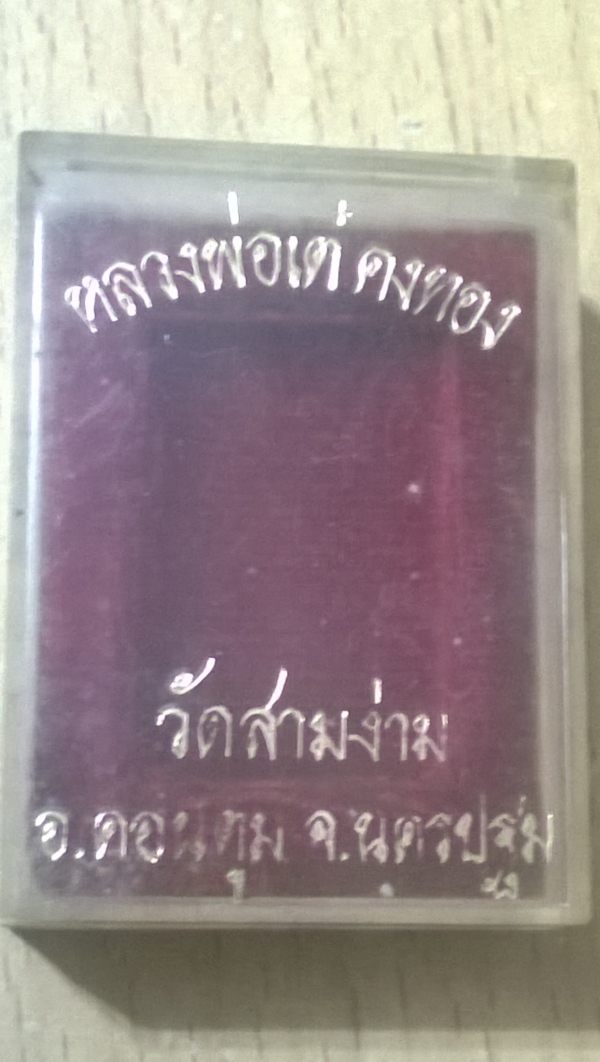 หลวงพ่อเต๋ คงทอง
วัดสามง่าม
อ.ดอนตูม จ.นครปฐม